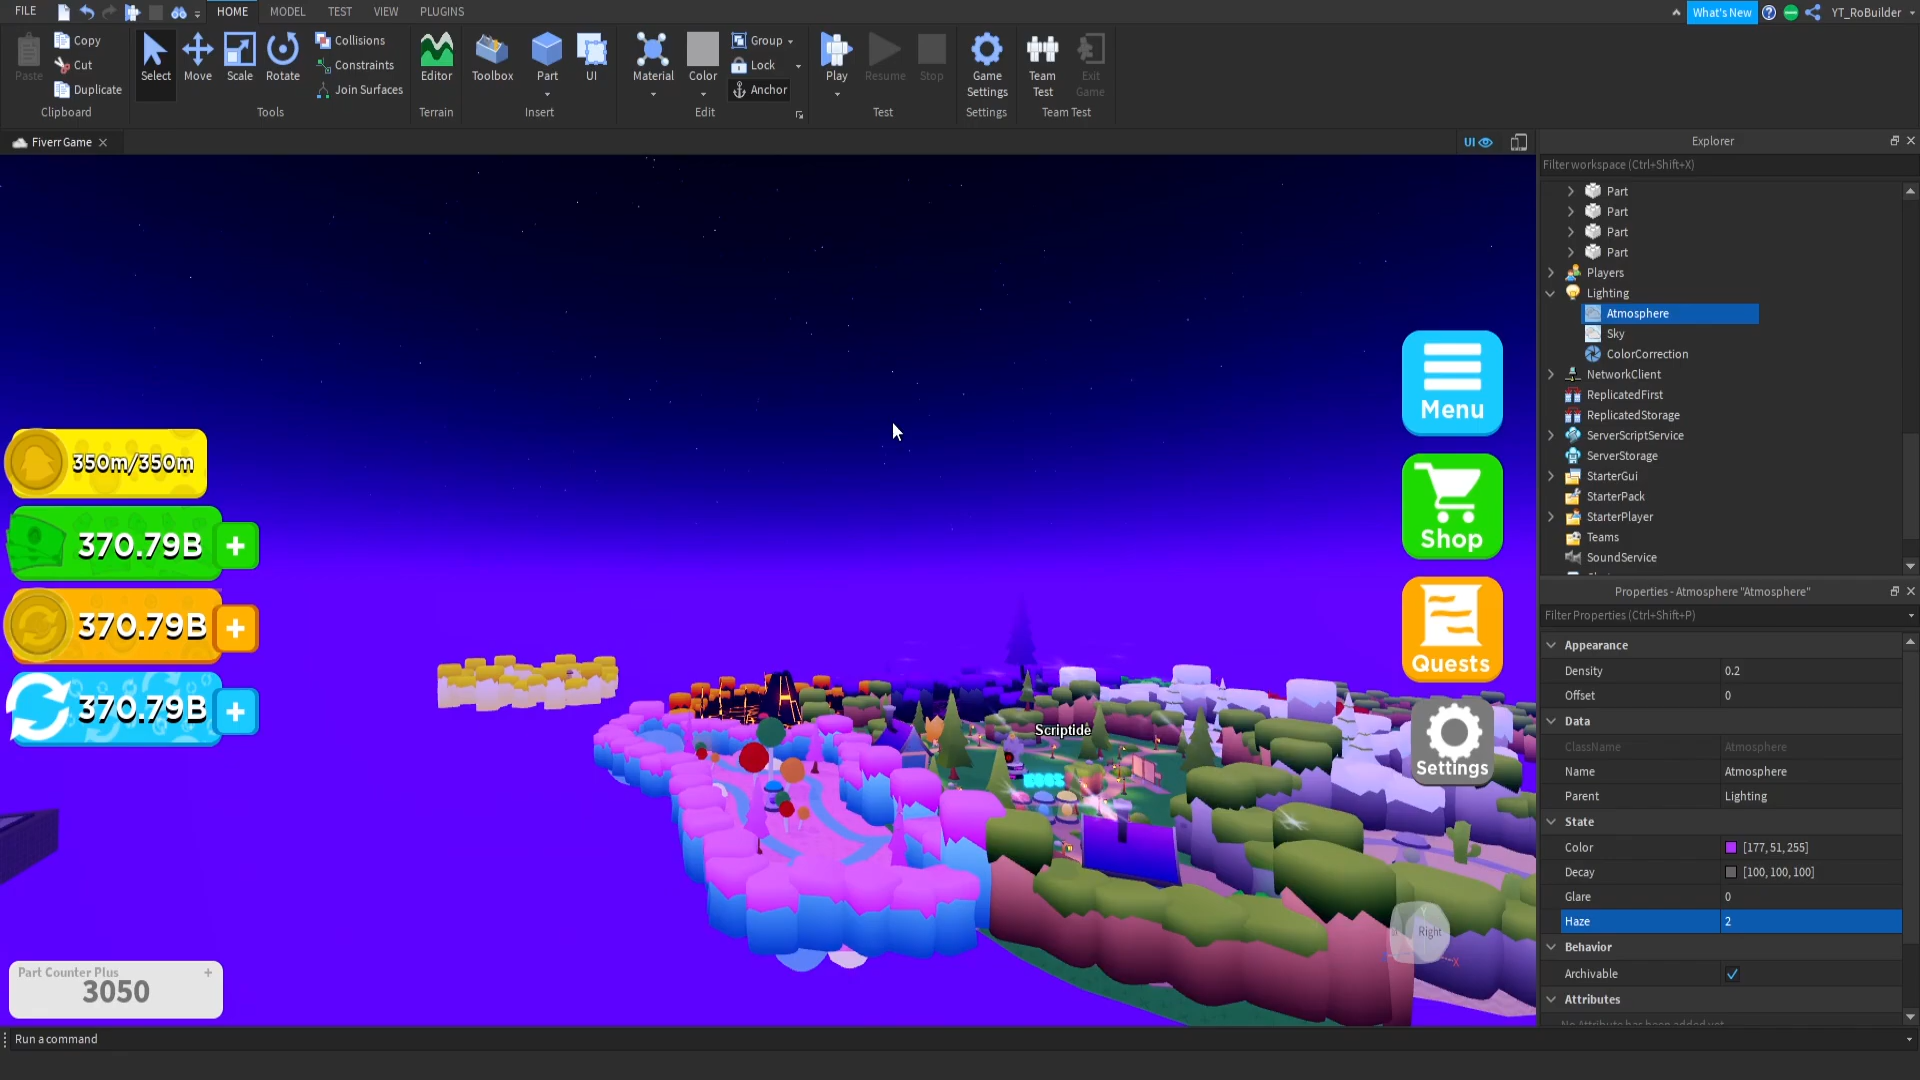 FILE
HOME
MODEL
TEST
VIEW
PLUGINS
What's New
YT_RoBuilder
Paste
Copy
Cut
Duplicate
Clipboard
Select
Move
Scale
Rotate
Collisions
Constraints
Join Surfaces
Tools
Editor
Terrain
Toolbox
Part
UI
Insert
Material
Color
Group
Lock
Anchor
Edit
Play
Resume
Stop
Test
Game
Settings
Settings
Team
Test
Exit
Game
Team Test
Fiverr Game
UI
350m/350m
370.79B
+
370.79B
+
370.79B
+
Part Counter Plus
+
3050
Scriptide
Menu
Shop
Quests
Settings
Right
X
Explorer
Filter workspace (Ctrl+Shift+X)
Part
Part
Part
Part
Players
Lighting
Atmosphere
Sky
ColorCorrection
NetworkClient
ReplicatedFirst
ReplicatedStorage
ServerScriptService
ServerStorage
StarterGui
StarterPack
StarterPlayer
Teams
SoundService
Properties - Atmosphere "Atmosphere"
Filter Properties (Ctrl+Shift+P)
Appearance
Density 0.2
Offset 0
Data
ClassName Atmosphere
Name Atmosphere
Parent Lighting
State
Color [177, 51, 255]
Decay [100, 100, 100]
Glare 0
Haze 2
Behavior
Archivable
Attributes
Run a command